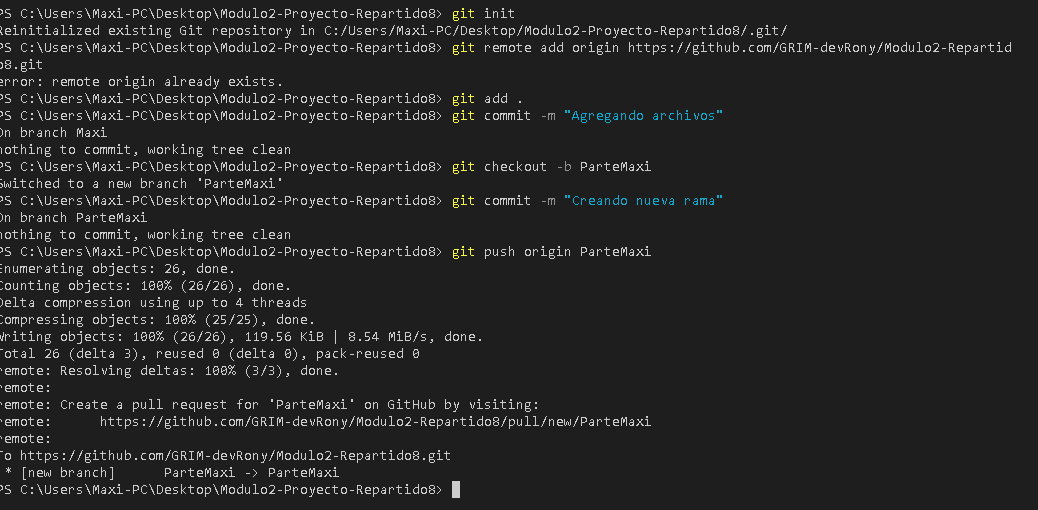 PS C:\Users\Maxi-PC\Desktop\Modulo2-Proyecto-Repartido8> git init
Reinitialized existing Git repository in C:/Users/Maxi-PC/Desktop/Modulo2-Proyecto-Repartido8/.git/
PS C:\Users\Maxi-PC\Desktop\Modulo2-Proyecto-Repartido8> git remote add origin https://github.com/GRIM-devRony/Modulo2-Repartid
o8.git
error: remote origin already exists.
PS C:\Users\Maxi-PC\Desktop\Modulo2-Proyecto-Repartido8> git add .
PS C:\Users\Maxi-PC\Desktop\Modulo2-Proyecto-Repartido8> git commit -m "Agregando archivos"
On branch Maxi
nothing to commit, working tree clean
PS C:\Users\Maxi-PC\Desktop\Modulo2-Proyecto-Repartido8> git checkout -b ParteMaxi
Switched to a new branch 'ParteMaxi'
PS C:\Users\Maxi-PC\Desktop\Modulo2-Proyecto-Repartido8> git commit -m "Creando nueva rama"
On branch ParteMaxi
nothing to commit, working tree clean
PS C:\Users\Maxi-PC\Desktop\Modulo2-Proyecto-Repartido8> git push origin ParteMaxi
Enumerating objects: 26, done.
Counting objects: 100% (26/26), done.
Delta compression using up to 4 threads
Compressing objects: 100% (25/25), done.
Writing objects: 100% (26/26), 119.56 KiB | 8.54 MiB/s, done.
Total 26 (delta 3), reused 0 (delta 0), pack-reused 0
remote: Resolving deltas: 100% (3/3), done.
remote:
remote: Create a pull request for 'ParteMaxi' on GitHub by visiting:
remote:      https://github.com/GRIM-devRony/Modulo2-Repartido8/pull/new/ParteMaxi
remote:
To https://github.com/GRIM-devRony/Modulo2-Repartido8.git
 * [new branch]      ParteMaxi -> ParteMaxi
PS C:\Users\Maxi-PC\Desktop\Modulo2-Proyecto-Repartido8>